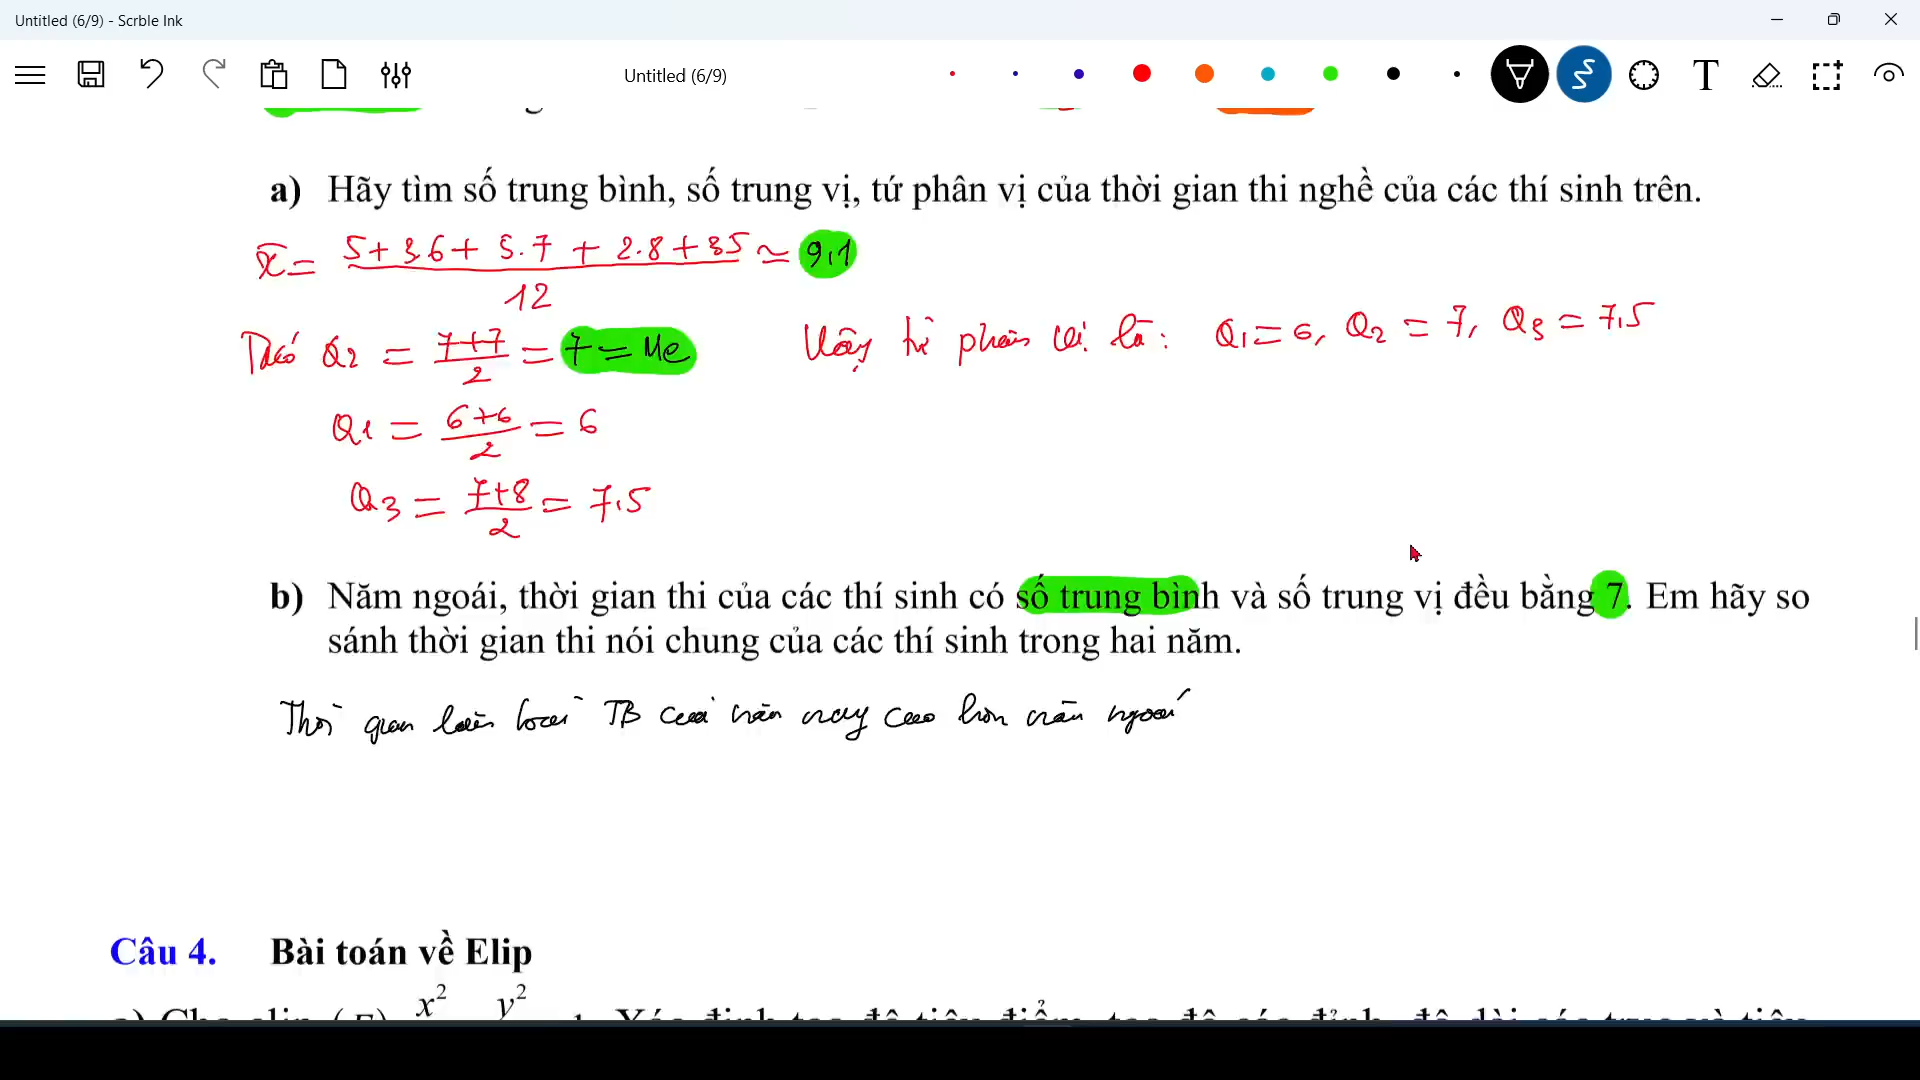 Untitled (6/9) - Scrble Ink
Untitled (6/9)
a) Hãy tìm số trung bình, số trung vị, tứ phân vị của thời gian thi nghề của các thí sinh trên.
x̄ = (5+3.6+5.7+2.8+35)/12 ≃ 9,1
Q2 = (7+7)/2 = 7 = Me
Vậy tứ phân vị là: Q1 = 6, Q2 = 7, Q3 = 7,5
Q1 = (6+6)/2 = 6
Q3 = (7+8)/2 = 7,5
b) Năm ngoái, thời gian thi của các thí sinh có số trung bình và số trung vị đều bằng 7. Em hãy so
sánh thời gian thi nói chung của các thí sinh trong hai năm.
Thời gian làm bài TB của năm nay cao hơn năm ngoái
Câu 4. Bài toán về Elip
x² y²